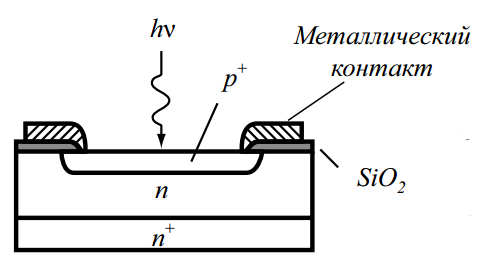 hν
Металлический
контакт
p⁺
SiO₂
n
n⁺